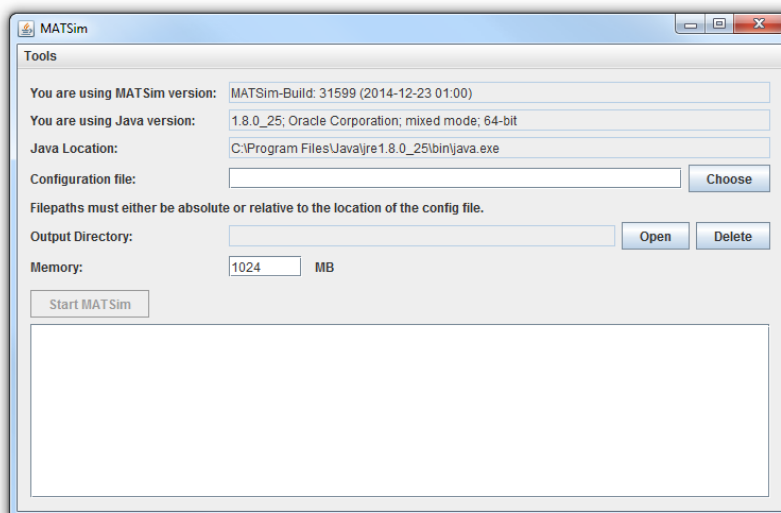 MATSim
Tools
You are using MATSim version: MATSim-Build: 31599 (2014-12-23 01:00)
You are using Java version: 1.8.0_25; Oracle Corporation; mixed mode; 64-bit
Java Location: C:\Program Files\Java\jre1.8.0_25\bin\java.exe
Configuration file: Choose
Filepaths must either be absolute or relative to the location of the config file.
Output Directory: Open Delete
Memory: 1024 MB
Start MATSim